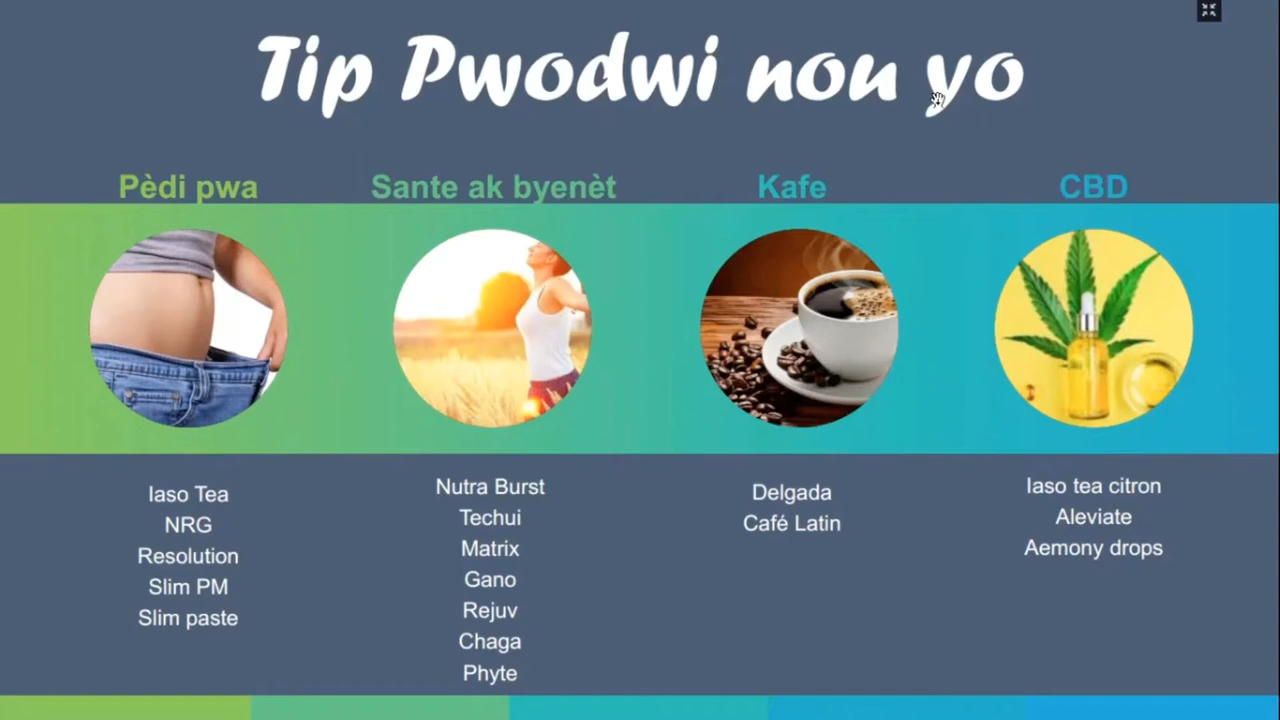 Tip Pwodwi nou yo
Pèdi pwa
Iaso Tea
NRG
Resolution
Slim PM
Slim paste
Sante ak byenèt
Nutra Burst
Techui
Matrix
Gano
Rejuv
Chaga
Phyte
Kafe
Delgada
Café Latin
CBD
Iaso tea citron
Aleviate
Aemony drops